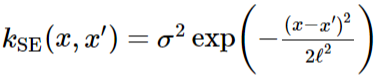 k_SE(x, x′) = σ² exp(−(x−x′)²/2ℓ²)